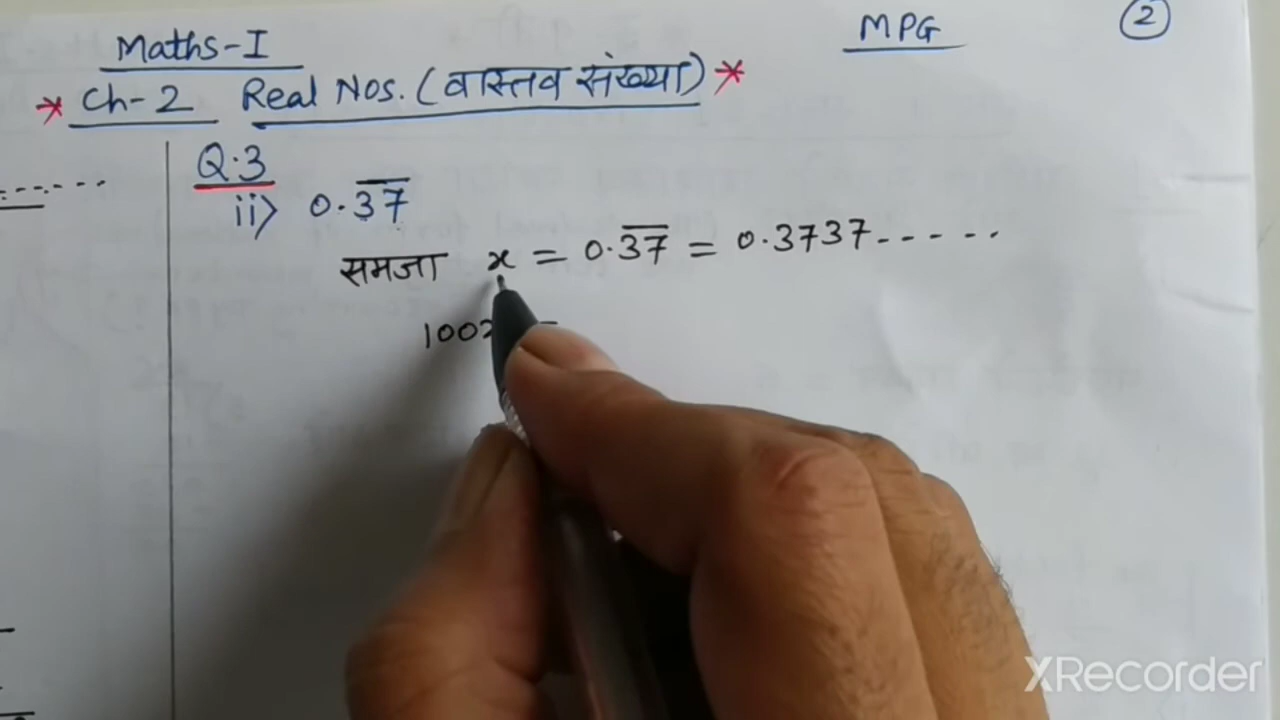 Maths-I
MPG
2
* Ch-2 Real Nos. (वास्तव संख्या) *
Q.3
ii> 0.3̅7̅
समजा x = 0.3̅7̅ = 0.3737-----
100
XRecorder